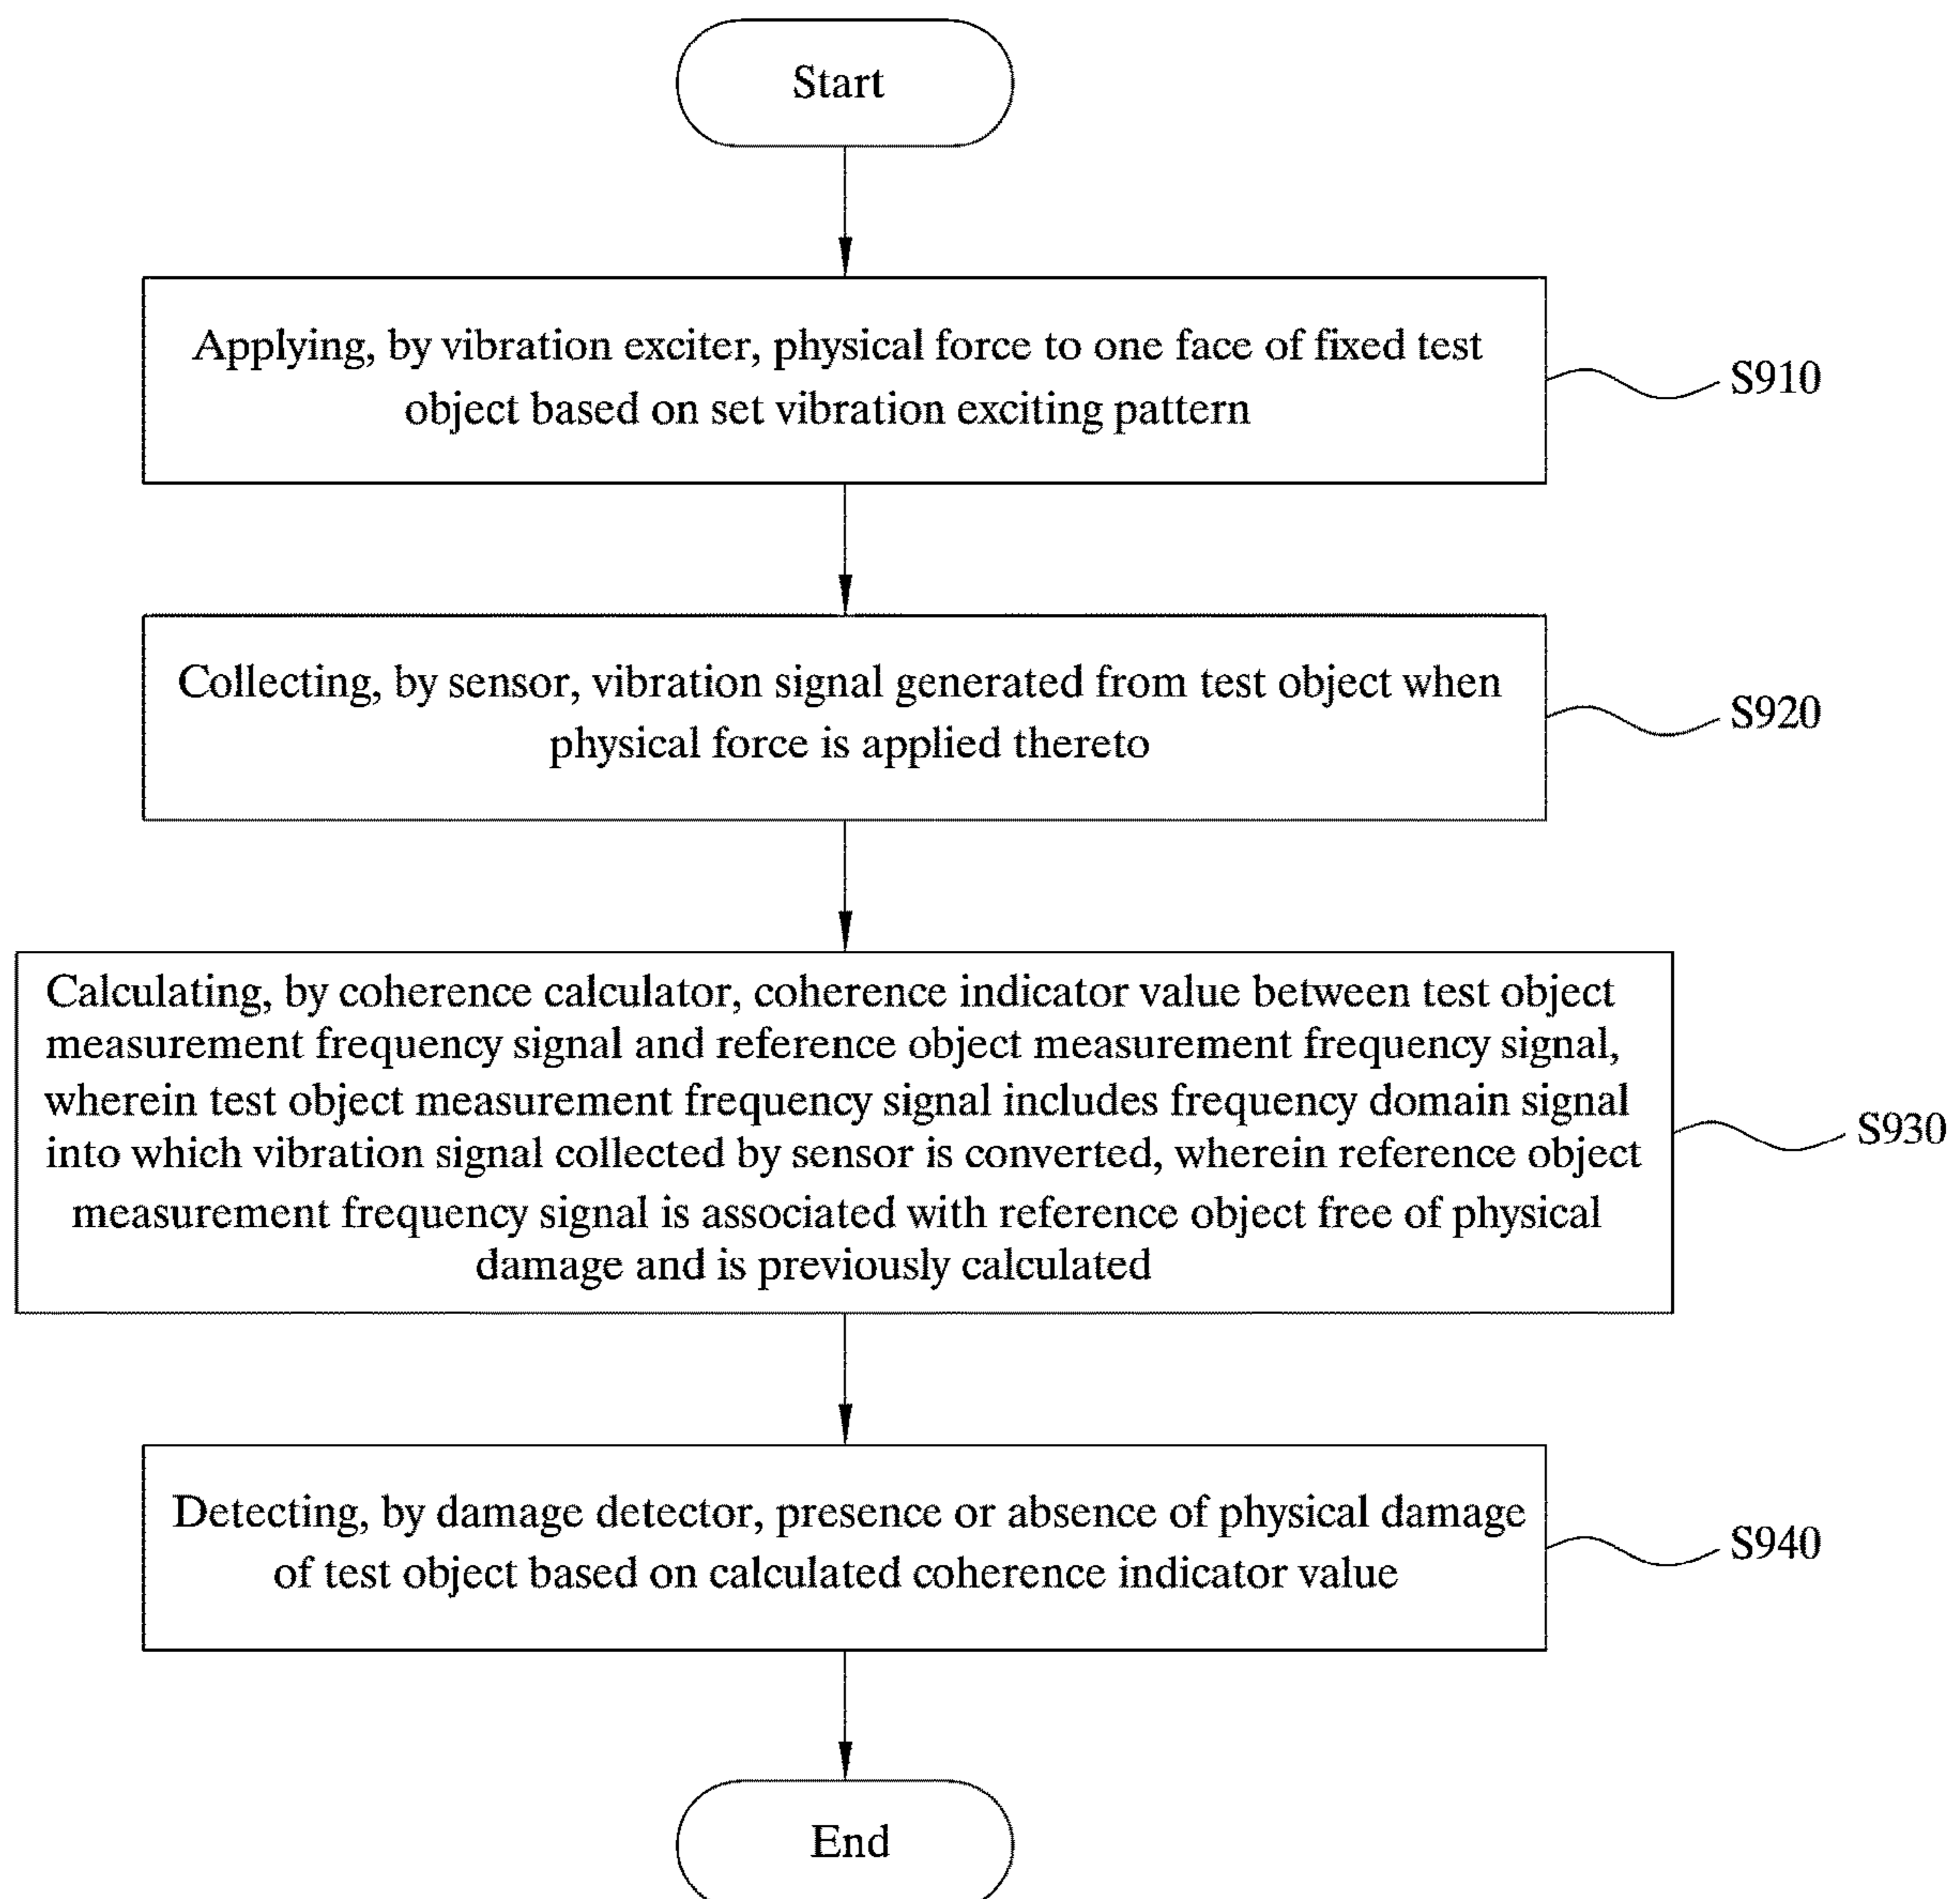 Start
Applying, by vibration exciter, physical force to one face of fixed test
object based on set vibration exciting pattern
S910
Collecting, by sensor, vibration signal generated from test object when
physical force is applied thereto
S920
Calculating, by coherence calculator, coherence indicator value between test object
measurement frequency signal and reference object measurement frequency signal,
wherein test object measurement frequency signal includes frequency domain signal
into which vibration signal collected by sensor is converted, wherein reference object
measurement frequency signal is associated with reference object free of physical
damage and is previously calculated
S930
Detecting, by damage detector, presence or absence of physical damage
of test object based on calculated coherence indicator value
S940
End